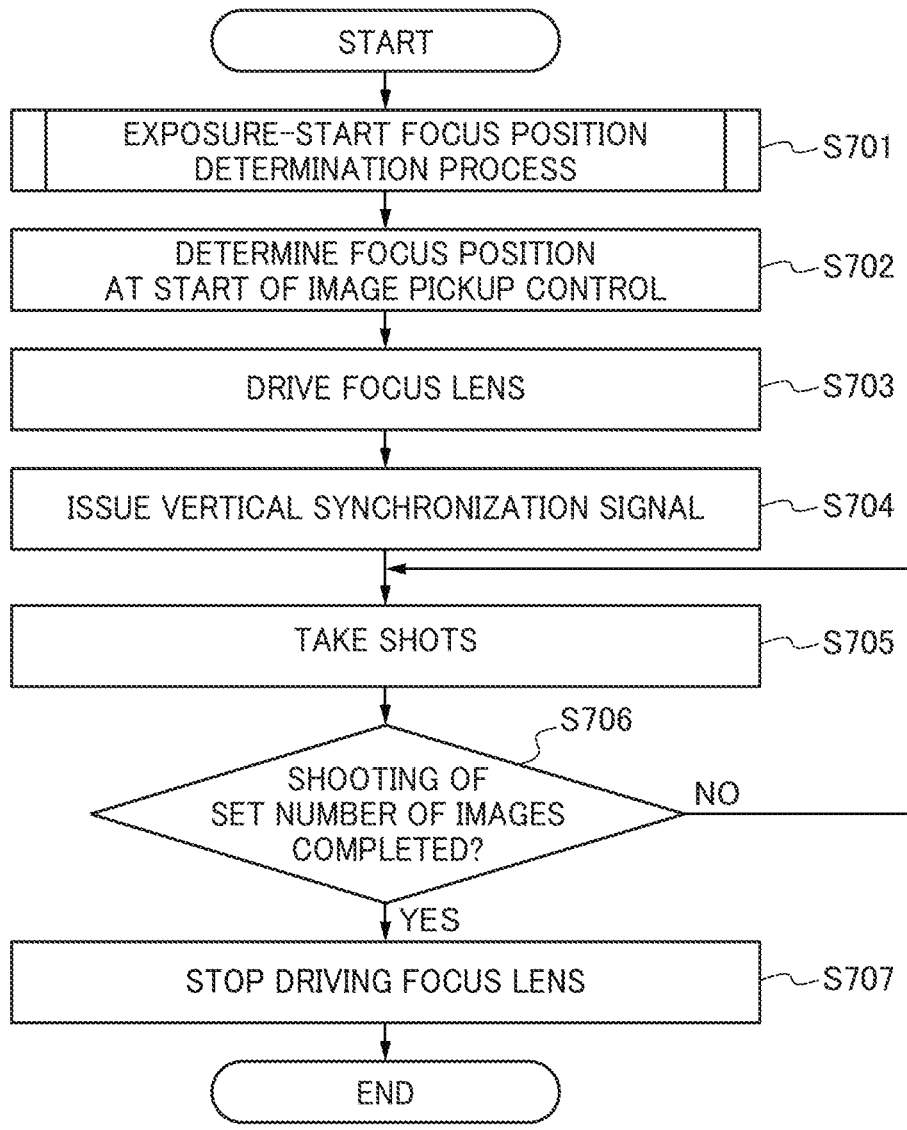 START
EXPOSURE-START FOCUS POSITION
DETERMINATION PROCESS
S701
DETERMINE FOCUS POSITION
AT START OF IMAGE PICKUP CONTROL
S702
DRIVE FOCUS LENS
S703
ISSUE VERTICAL SYNCHRONIZATION SIGNAL
S704
TAKE SHOTS
S705
S706
SHOOTING OF
SET NUMBER OF IMAGES
COMPLETED?
NO
YES
STOP DRIVING FOCUS LENS
S707
END